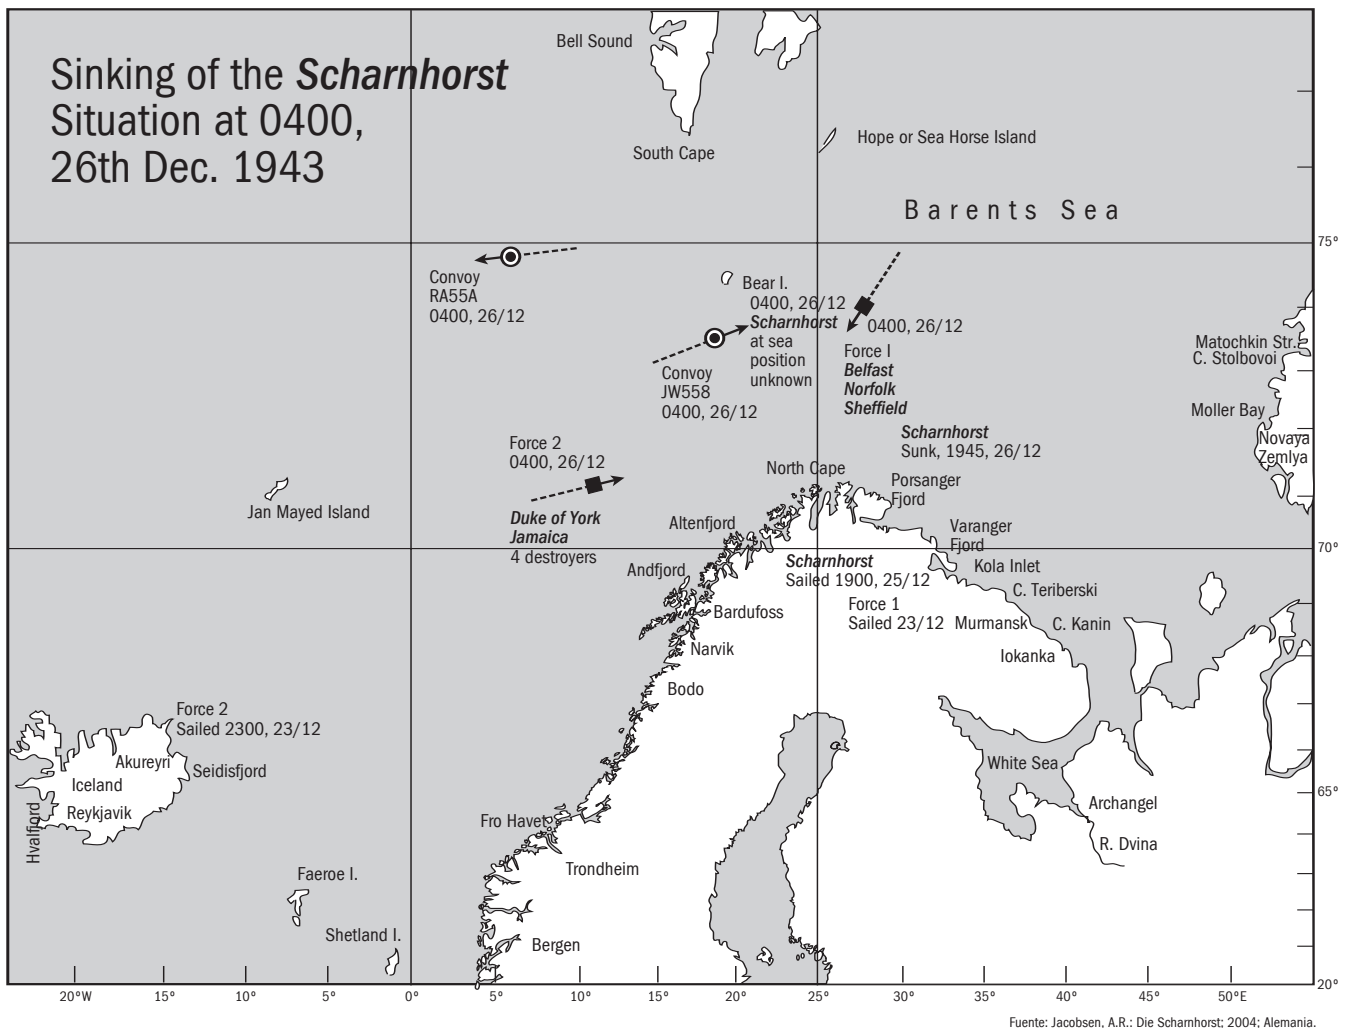 Sinking of the Scharnhorst
Situation at 0400,
26th Dec. 1943
Bell Sound
South Cape
Hope or Sea Horse Island
Barents Sea
75°
Convoy
RA55A
0400, 26/12
Bear I.
0400, 26/12
Scharnhorst
at sea
position
unknown
0400, 26/12
Force I
Belfast
Norfolk
Sheffield
Convoy
JW558
0400, 26/12
Matochkin Str.
C. Stolbovoi
Moller Bay
Novaya
Zemlya
Scharnhorst
Sunk, 1945, 26/12
Force 2
0400, 26/12
Duke of York
Jamaica
4 destroyers
Jan Mayed Island
North Cape
Porsanger
Fjord
Altenfjord
Varanger
Fjord
70°
Andfjord
Scharnhorst
Sailed 1900, 25/12
Kola Inlet
C. Teriberski
Force 1
Sailed 23/12
Murmansk
C. Kanin
Bardufoss
Narvik
Iokanka
Bodo
Force 2
Sailed 2300, 23/12
Akureyri
Seidisfjord
Iceland
Reykjavik
Hvalfjord
White Sea
65°
Archangel
R. Dvina
Fro Havet
Trondheim
Faeroe I.
Shetland I.
Bergen
20°
20°W
15°
10°
5°
0°
5°
10°
15°
20°
25°
30°
35°
40°
45°
50°E
Fuente: Jacobsen, A.R.: Die Scharnhorst; 2004; Alemania.